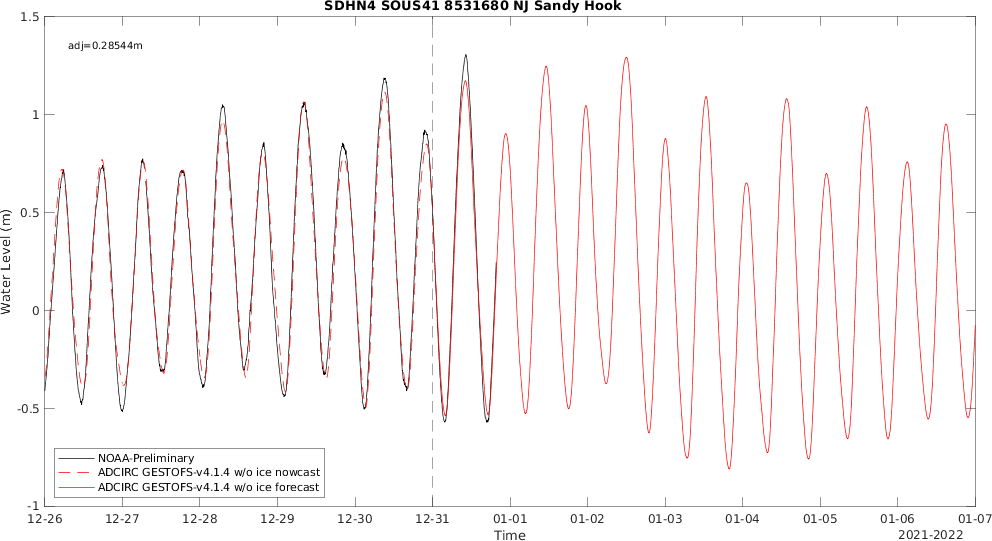 SDHN4 SOUS41 8531680 NJ Sandy Hook
adj=0.28544m
1.5
1
0.5
0
-0.5
-1
Water Level (m)
NOAA-Preliminary
ADCIRC GESTOFS-v4.1.4 w/o ice nowcast
ADCIRC GESTOFS-v4.1.4 w/o ice forecast
12-26 12-27 12-28 12-29 12-30 12-31 01-01 01-02 01-03 01-04 01-05 01-06 01-07
Time
2021-2022